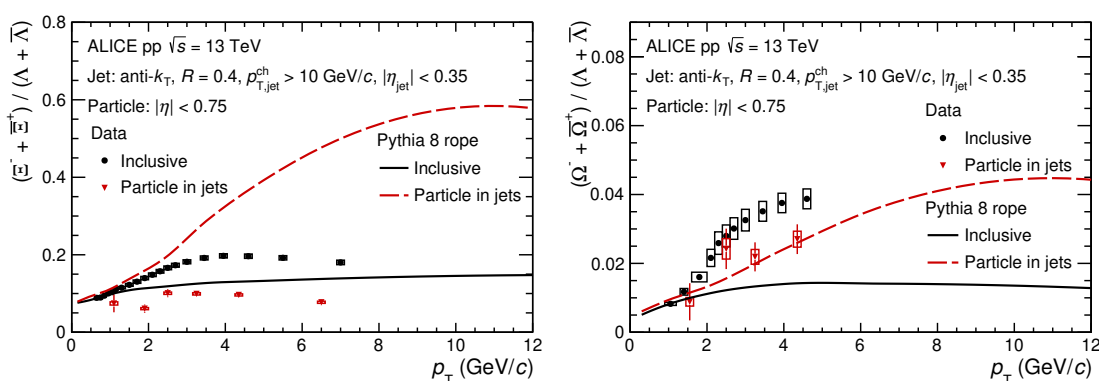 (Ξ⁻ + Ξ̅⁺) / (Λ + Λ̅)
0.8
0.6
0.4
0.2
0
ALICE pp √s = 13 TeV
Jet: anti-kT, R = 0.4, p^ch_T,jet > 10 GeV/c, |ηjet| < 0.35
Particle: |η| < 0.75
Data
Inclusive
Particle in jets
Pythia 8 rope
Inclusive
Particle in jets
0 2 4 6 8 10 12
pT (GeV/c)
(Ω⁻ + Ω̅⁺) / (Λ + Λ̅)
0.08
0.06
0.04
0.02
0
ALICE pp √s = 13 TeV
Jet: anti-kT, R = 0.4, p^ch_T,jet > 10 GeV/c, |ηjet| < 0.35
Particle: |η| < 0.75
Data
Inclusive
Particle in jets
Pythia 8 rope
Inclusive
Particle in jets
0 2 4 6 8 10 12
pT (GeV/c)